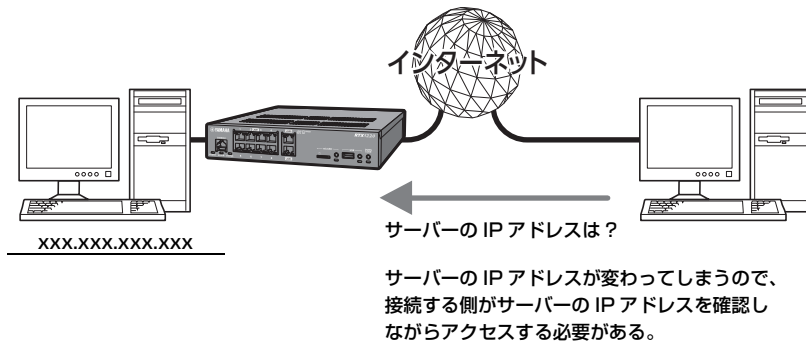 インターネット
YAMAHA
XXX.XXX.XXX.XXX
サーバーの IP アドレスは？
サーバーの IP アドレスが変わってしまうので、
接続する側がサーバーの IP アドレスを確認し
ながらアクセスする必要がある。